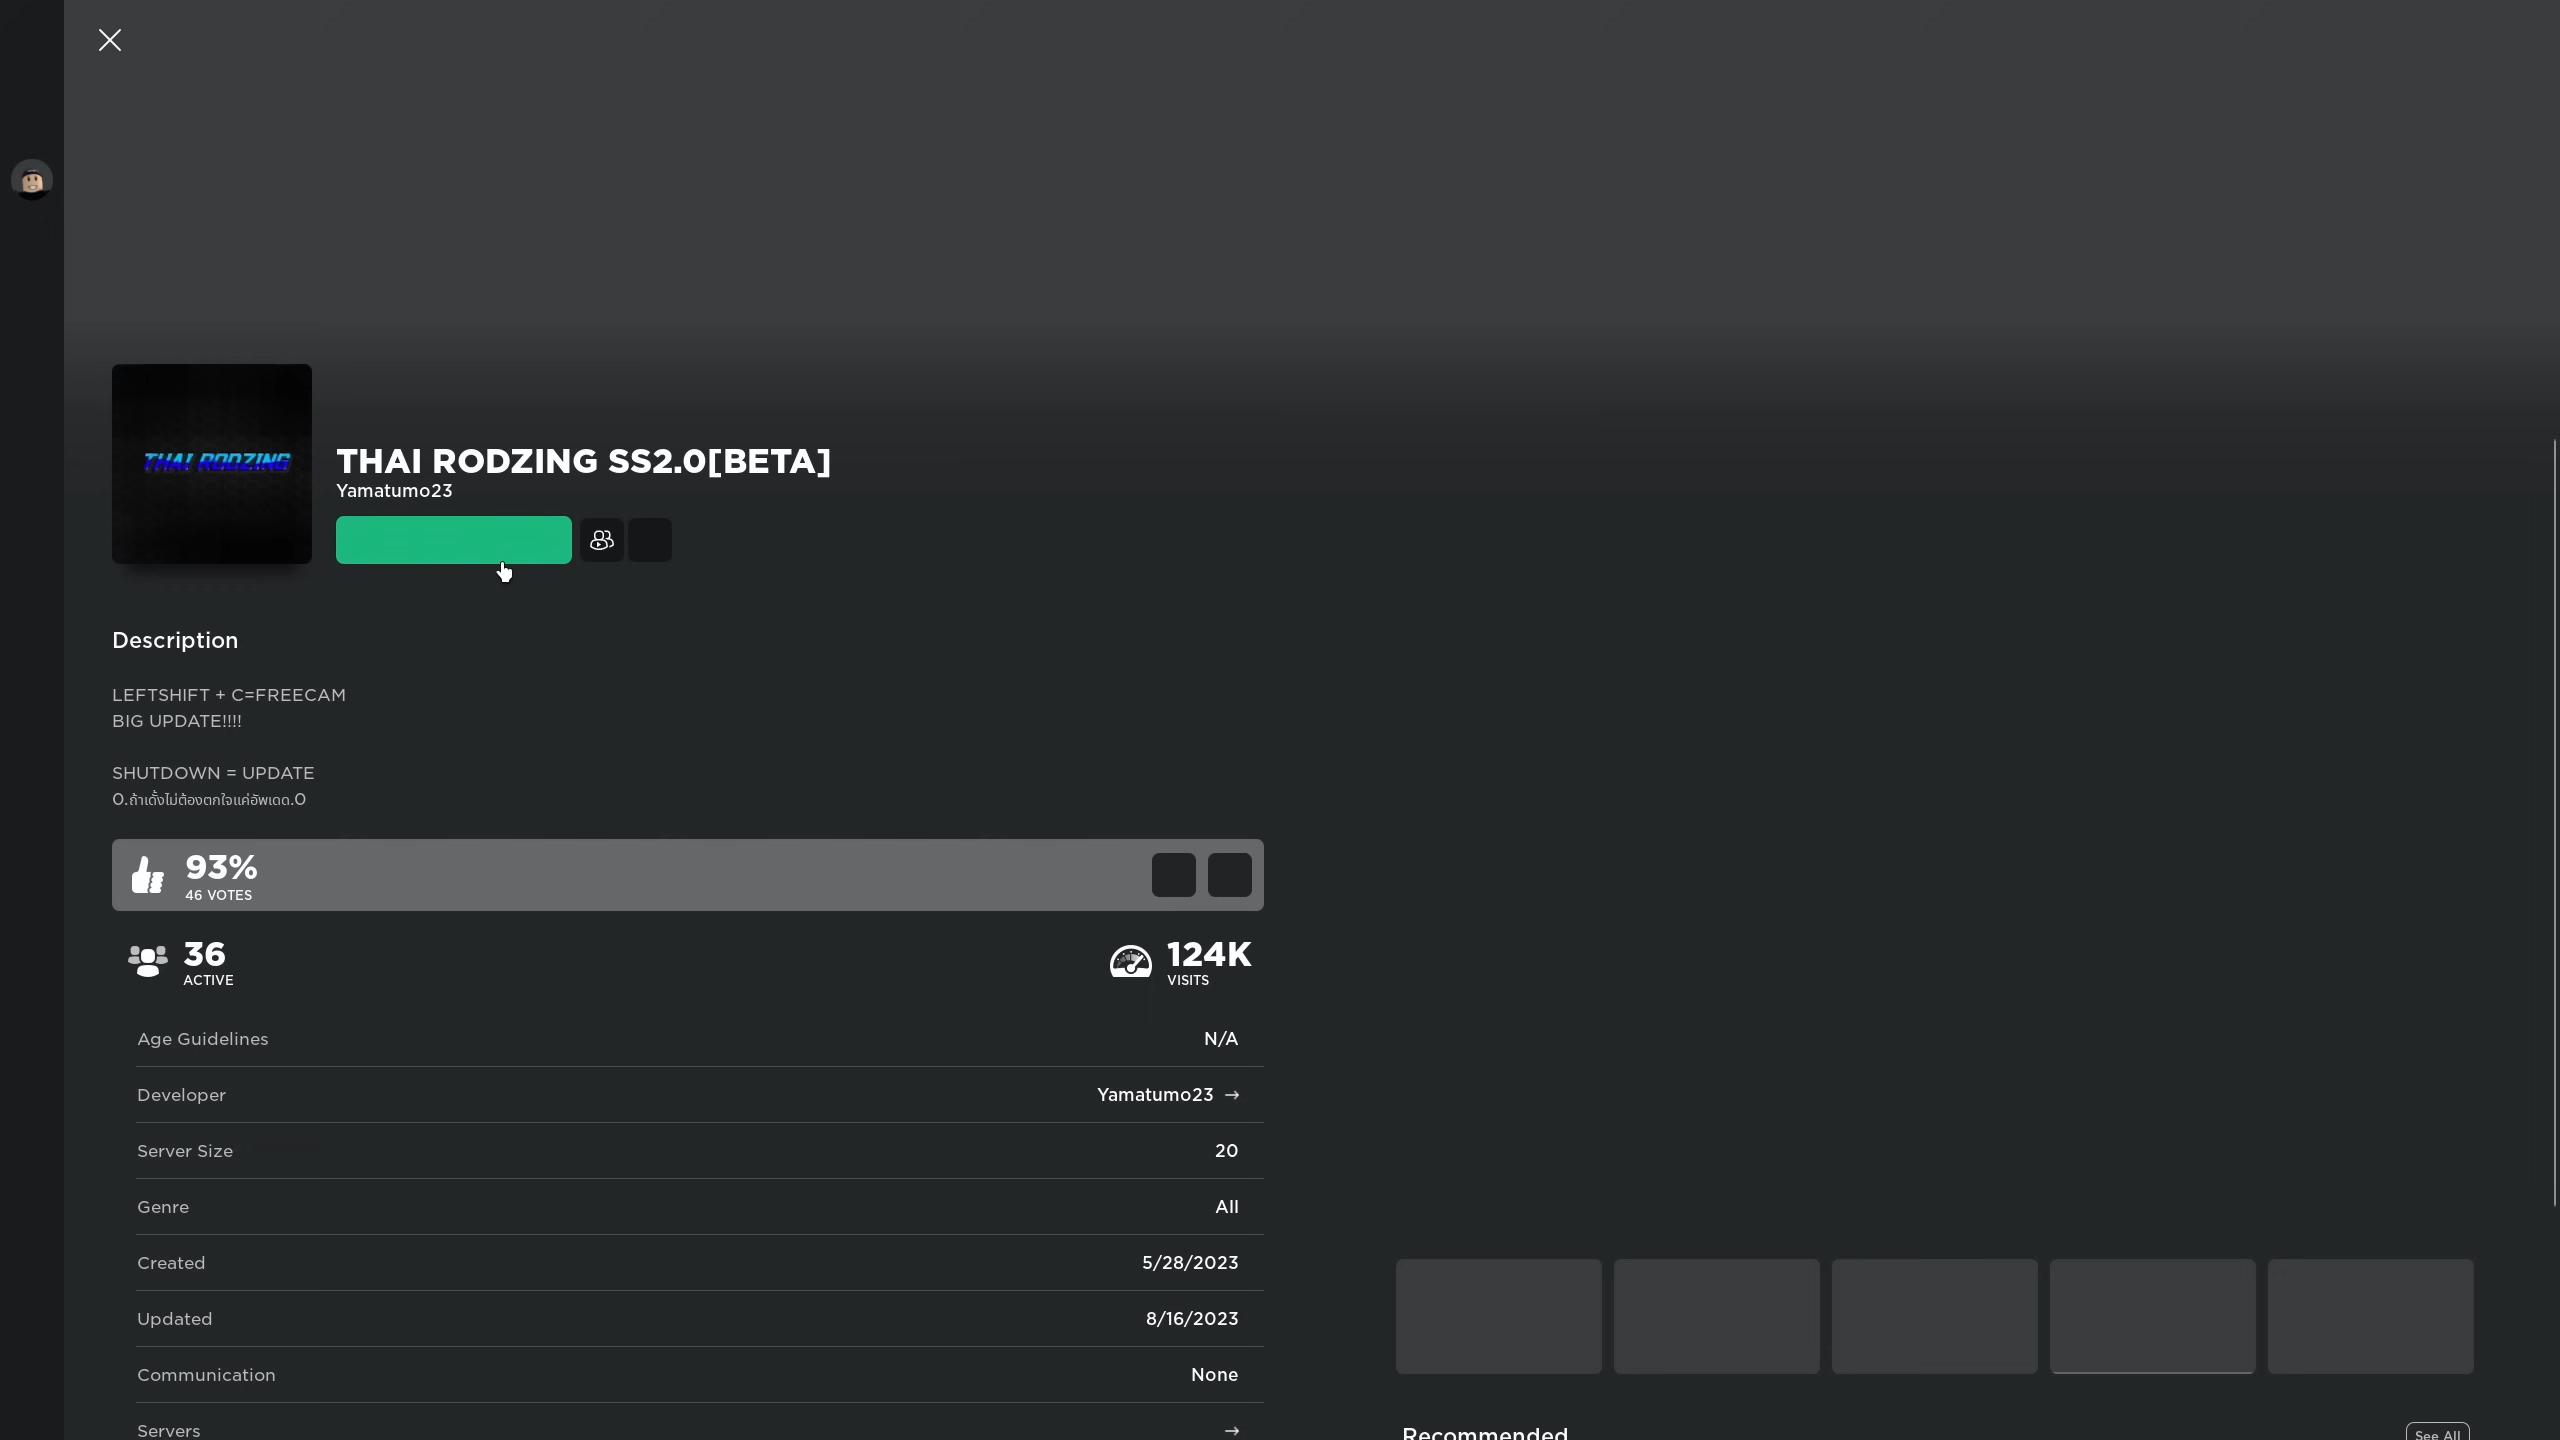 THAI RODZING
THAI RODZING SS2.0[BETA]
Yamatumo23
Description
LEFTSHIFT + C=FREECAM
BIG UPDATE!!!!
SHUTDOWN = UPDATE
O.ถ้าเด้งไม่ต้องตกใจแค่อัพเดด.O
93%
46 VOTES
36
ACTIVE
124K
VISITS
Age Guidelines N/A
Developer Yamatumo23 →
Server Size 20
Genre All
Created 5/28/2023
Updated 8/16/2023
Communication None
Servers →
Recommended
See All